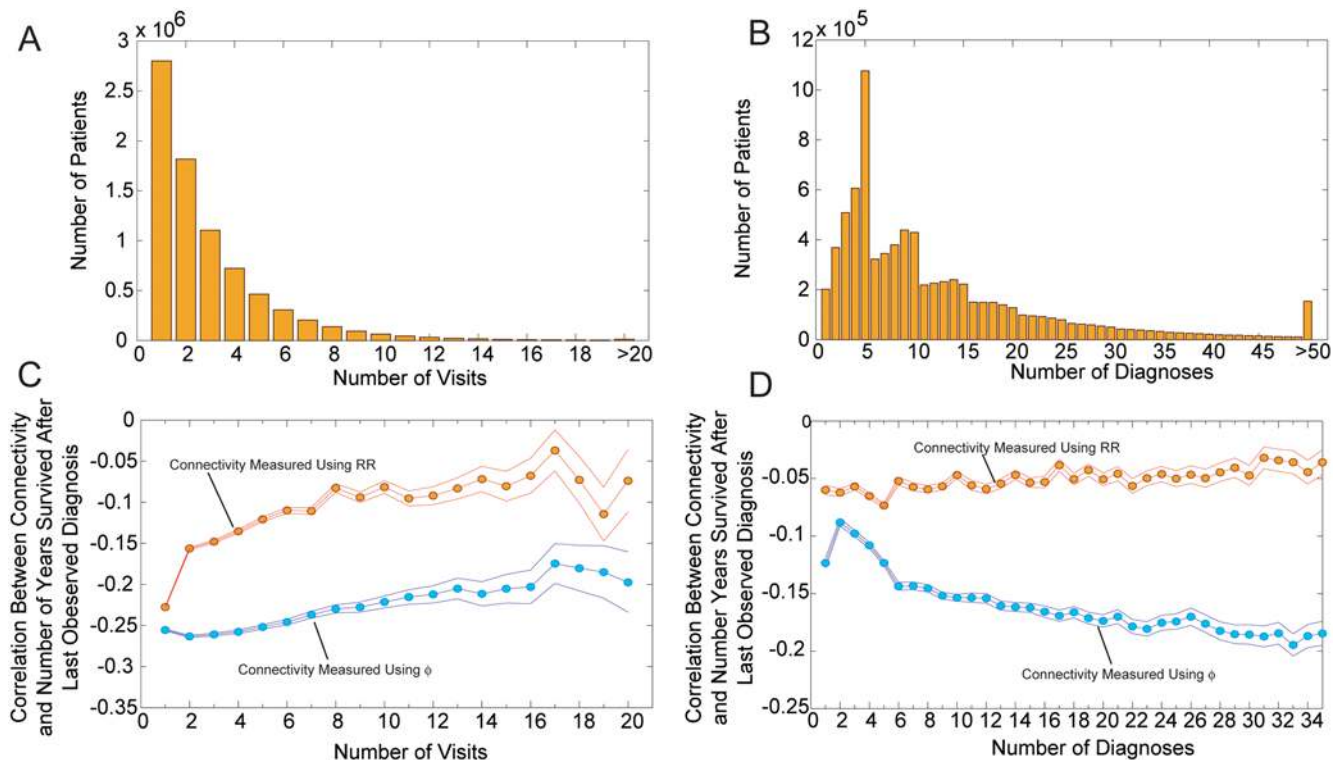 A
3 × 10⁶
2.5
2
1.5
1
0.5
0
Number of Patients
0 2 4 6 8 10 12 14 16 18 >20
Number of Visits
B
12 × 10⁵
10
8
6
4
2
0
Number of Patients
0 5 10 15 20 25 30 35 40 45 >50
Number of Diagnoses
C
0
-0.05
-0.1
-0.15
-0.2
-0.25
-0.3
-0.35
Correlation Between Connectivity
and Number of Years Survived After
Last Obeserved Diagnosis
Connectivity Measured Using RR
Connectivity Measured Using ϕ
0 2 4 6 8 10 12 14 16 18 20
Number of Visits
D
0
-0.05
-0.1
-0.15
-0.2
-0.25
Correlation Between Connectivity
and Number Years Survived After
Last Observed Diagnosis
Connectivity Measured Using RR
Connectivity Measured Using ϕ
0 2 4 6 8 10 12 14 16 18 20 22 24 26 28 30 32 34
Number of Diagnoses